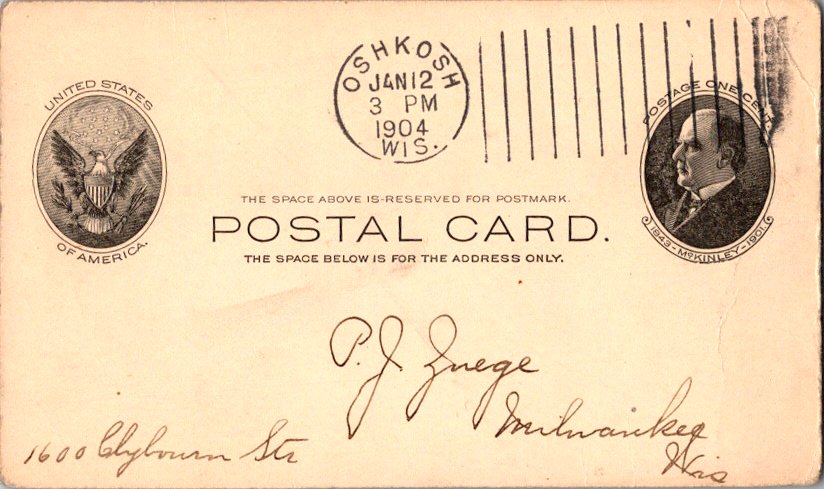 UNITED STATES
OF AMERICA.
OSHKOSH
JAN 12
3 PM
1904
WIS.
POSTAGE ONE CENT
1843-McKINLEY-1901.
THE SPACE ABOVE IS RESERVED FOR POSTMARK.
POSTAL CARD.
THE SPACE BELOW IS FOR THE ADDRESS ONLY.
P. J. Zuege
Milwaukee
Wis
1600 Clybourn Str